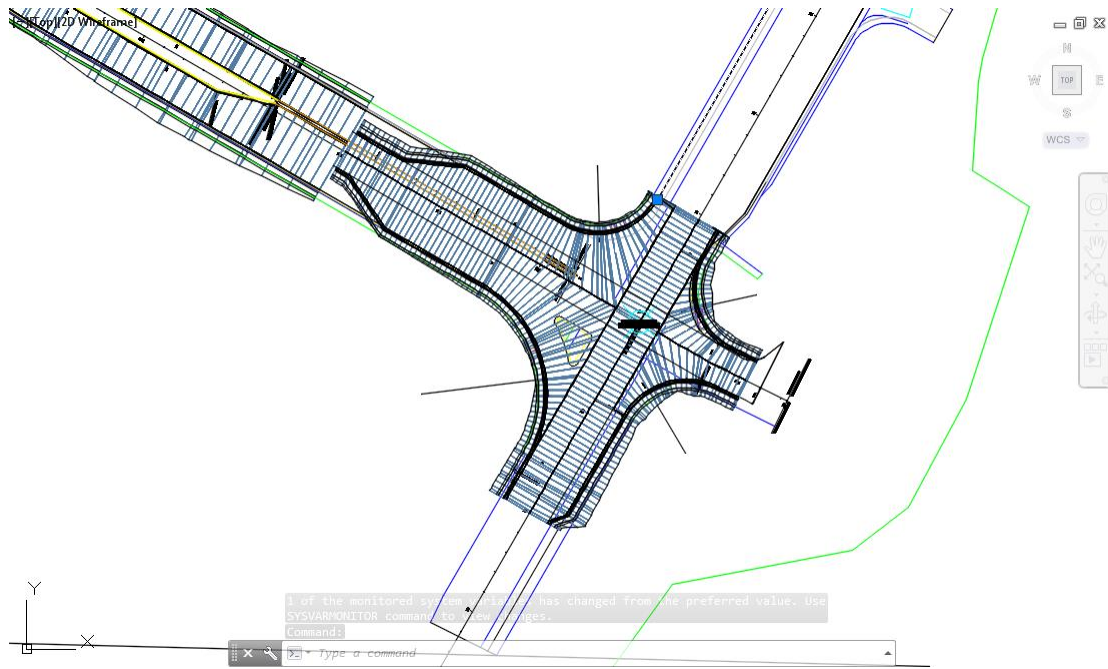 [−][Top][2D Wireframe]
N
W
TOP
E
S
WCS
1 of the monitored system variables has changed from the preferred value. Use
SYSVARMONITOR command to view changes.
Command:
Y
X
Type a command